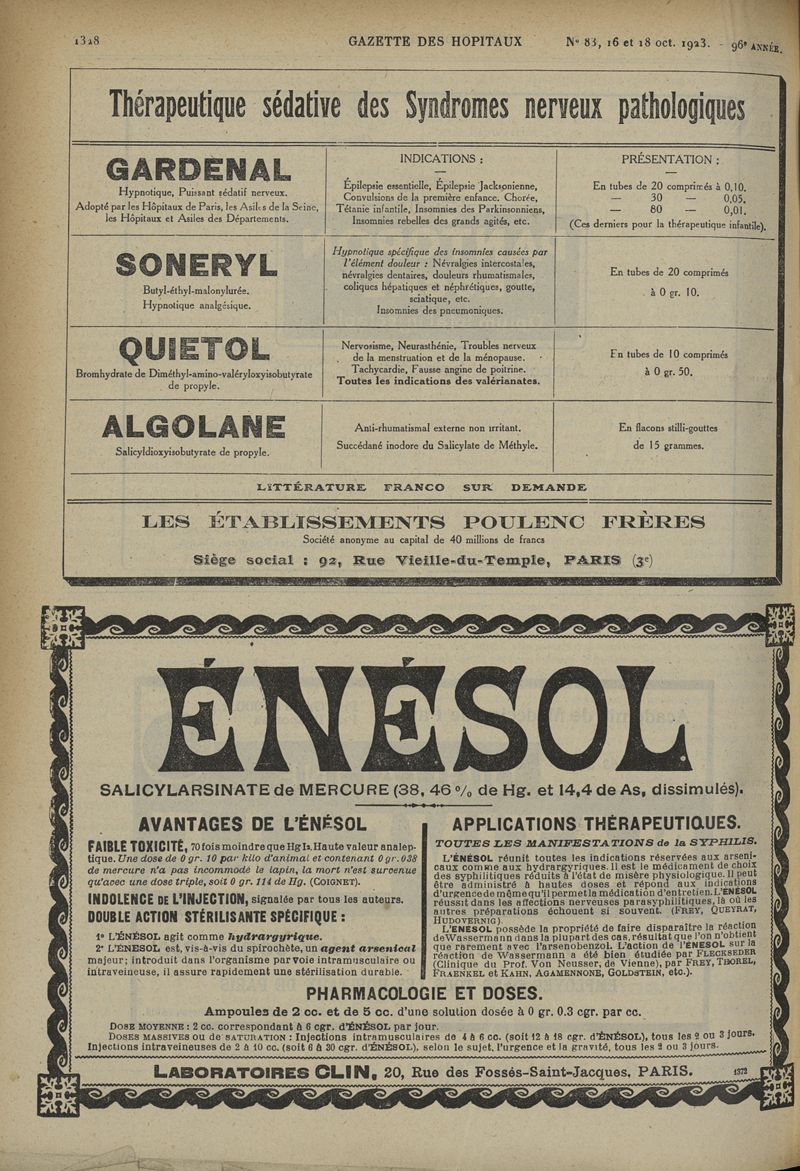 1328
GAZETTE DES HOPITAUX
No 83, 16 et 18 oct. 1923. - 96e ANNÉE.
Thérapeutique sédative des Syndromes nerveux pathologiques
GARDENAL
Hypnotique, Puissant sédatif nerveux.
Adopté par les Hôpitaux de Paris, les Asiles de la Seine,
les Hôpitaux et Asiles des Départements.
INDICATIONS :
Épilepsie essentielle, Épilepsie Jacksonienne,
Convulsions de la première enfance. Chorée,
Tétanie infantile, Insomnies des Parkinsonniens,
Insomnies rebelles des grands agités, etc.
PRÉSENTATION :
En tubes de 20 comprimés à 0,10.
— 30 — 0,05.
— 80 — 0,01.
(Ces derniers pour la thérapeutique infantile).
SONERYL
Butyl-éthyl-malonylurée.
Hypnotique analgésique.
Hypnotique spécifique des insomnies causées par
l'élément douleur : Névralgies intercostales,
névralgies dentaires, douleurs rhumatismales,
coliques hépatiques et néphrétiques, goutte,
sciatique, etc.
Insomnies des pneumoniques.
En tubes de 20 comprimés
à 0 gr. 10.
QUIETOL
Bromhydrate de Diméthyl-amino-valéryloxyisobutyrate
de propyle.
Nervosisme, Neurasthénie, Troubles nerveux
de la menstruation et de la ménopause.
Tachycardie, Fausse angine de poitrine.
Toutes les indications des valérianates.
En tubes de 10 comprimés
à 0 gr. 50.
ALGOLANE
Salicyldioxyisobutyrate de propyle.
Anti-rhumatismal externe non irritant.
Succédané inodore du Salicylate de Méthyle.
En flacons stilli-gouttes
de 15 grammes.
LITTÉRATURE FRANCO SUR DEMANDE
LES ÉTABLISSEMENTS POULENC FRÈRES
Société anonyme au capital de 40 millions de francs
Siège social : 92, Rue Vieille-du-Temple, PARIS (3e)
ÉNÉSOL
SALICYLARSINATE de MERCURE (38, 46 % de Hg. et 14,4 de As, dissimulés).
AVANTAGES DE L'ÉNÉSOL
FAIBLE TOXICITÉ, 70 fois moindre que Hg I2. Haute valeur analep-
tique. Une dose de 0 gr. 10 par kilo d'animal et contenant 0 gr. 038
de mercure n'a pas incommodé le lapin, la mort n'est survenue
qu'avec une dose triple, soit 0 gr. 114 de Hg. (COIGNET).
INDOLENCE DE L'INJECTION, signalée par tous les auteurs.
DOUBLE ACTION STÉRILISANTE SPÉCIFIQUE :
1° L'ÉNÉSOL agit comme hydrargyrique.
2° L'ENESOL est, vis-à-vis du spirochète, un agent arsenical
majeur; introduit dans l'organisme par voie intramusculaire ou
intraveineuse, il assure rapidement une stérilisation durable.
APPLICATIONS THÉRAPEUTIQUES.
TOUTES LES MANIFESTATIONS de la SYPHILIS.
L'ÉNÉSOL réunit toutes les indications réservées aux arseni-
caux comme aux hydrargyriques. Il est le médicament de choix
des syphilitiques réduits à l'état de misère physiologique. Il peut
être administré à hautes doses et répond aux indications
d'urgence de même qu'il permet la médication d'entretien. L'ÉNÉSOL
réussit dans les affections nerveuses parasyphilitiques, là où les
autres préparations échouent si souvent. (FREY, QUEYRAT,
HUDOVERNIG).
L'ENESOL possède la propriété de faire disparaître la réaction
de Wassermann dans la plupart des cas, résultat que l'on n'obtient
que rarement avec l'arsenobenzol. L'action de l'ÉNESOL sur la
réaction de Wassermann a été bien étudiée par FLECKSEDER
(Clinique du Prof. Von Neusser, de Vienne), par FREY, THOREL,
FRAENKEL et KAHN, AGAMENNONE, GOLDSTEIN, etc.).
PHARMACOLOGIE ET DOSES.
Ampoules de 2 cc. et de 5 cc. d'une solution dosée à 0 gr. 0.3 cgr. par cc.
DOSE MOYENNE : 2 cc. correspondant à 6 cgr. d'ÉNÉSOL par jour.
DOSES MASSIVES ou de SATURATION : Injections intramusculaires de 4 à 6 cc. (soit 12 à 18 cgr. d'ÉNÉSOL), tous les 2 ou 3 jours.
Injections intraveineuses de 2 à 10 cc. (soit 6 à 30 cgr. d'ÉNÉSOL), selon le sujet, l'urgence et la gravité, tous les 2 ou 3 jours.
LABORATOIRES CLIN, 20, Rue des Fossés-Saint-Jacques, PARIS. 1372